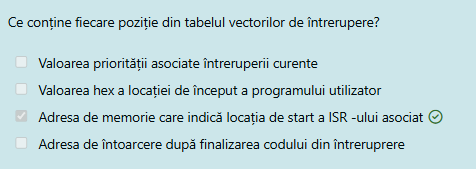 Ce conține fiecare poziție din tabelul vectorilor de întrerupere?
Valoarea priorității asociate întreruperii curente
Valoarea hex a locației de început a programului utilizator
Adresa de memorie care indică locația de start a ISR -ului asociat
Adresa de întoarcere după finalizarea codului din întreruprere